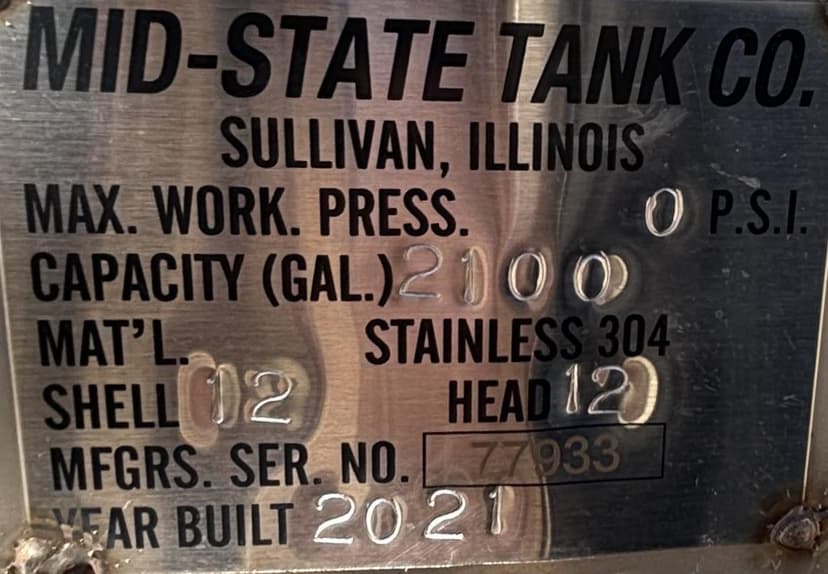 MID-STATE TANK CO.
SULLIVAN, ILLINOIS
MAX. WORK. PRESS. 0 P.S.I.
CAPACITY (GAL.) 2100
MAT'L. STAINLESS 304
SHELL 12 HEAD 12
MFGRS. SER. NO. 77933
YEAR BUILT 2021